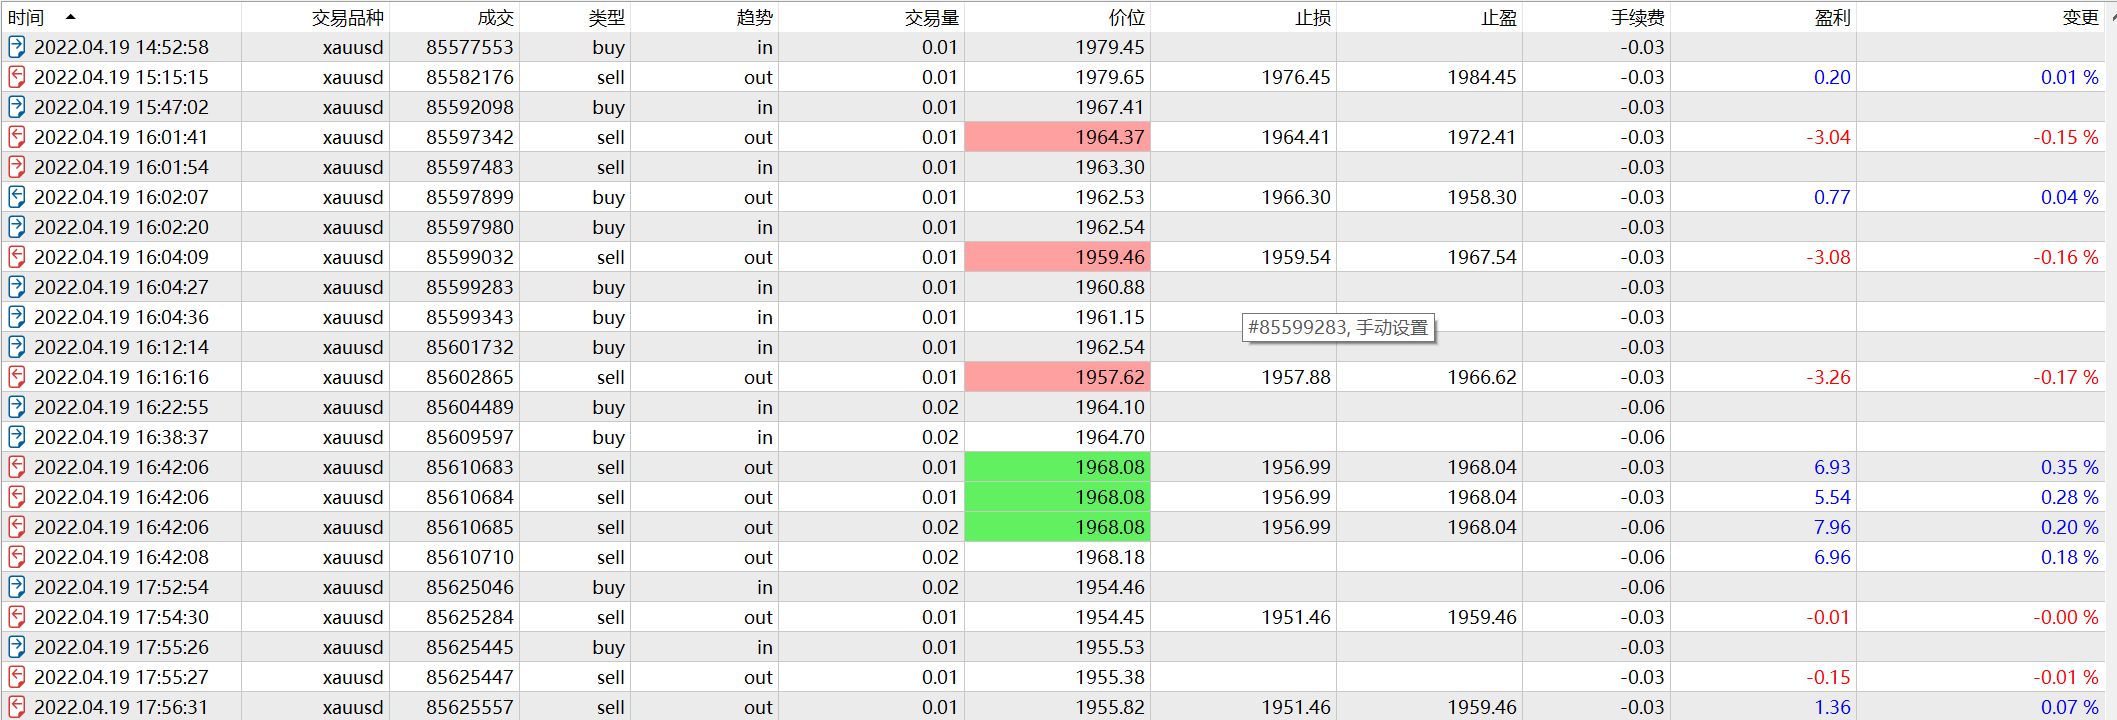 时间 交易品种 成交 类型 趋势 交易量 价位 止损 止盈 手续费 盈利 变更
2022.04.19 14:52:58 xauusd 85577553 buy in 0.01 1979.45 -0.03
2022.04.19 15:15:15 xauusd 85582176 sell out 0.01 1979.65 1976.45 1984.45 -0.03 0.20 0.01 %
2022.04.19 15:47:02 xauusd 85592098 buy in 0.01 1967.41 -0.03
2022.04.19 16:01:41 xauusd 85597342 sell out 0.01 1964.37 1964.41 1972.41 -0.03 -3.04 -0.15 %
2022.04.19 16:01:54 xauusd 85597483 sell in 0.01 1963.30 -0.03
2022.04.19 16:02:07 xauusd 85597899 buy out 0.01 1962.53 1966.30 1958.30 -0.03 0.77 0.04 %
2022.04.19 16:02:20 xauusd 85597980 buy in 0.01 1962.54 -0.03
2022.04.19 16:04:09 xauusd 85599032 sell out 0.01 1959.46 1959.54 1967.54 -0.03 -3.08 -0.16 %
2022.04.19 16:04:27 xauusd 85599283 buy in 0.01 1960.88 -0.03
2022.04.19 16:04:36 xauusd 85599343 buy in 0.01 1961.15 -0.03
#85599283, 手动设置
2022.04.19 16:12:14 xauusd 85601732 buy in 0.01 1962.54 -0.03
2022.04.19 16:16:16 xauusd 85602865 sell out 0.01 1957.62 1957.88 1966.62 -0.03 -3.26 -0.17 %
2022.04.19 16:22:55 xauusd 85604489 buy in 0.02 1964.10 -0.06
2022.04.19 16:38:37 xauusd 85609597 buy in 0.02 1964.70 -0.06
2022.04.19 16:42:06 xauusd 85610683 sell out 0.01 1968.08 1956.99 1968.04 -0.03 6.93 0.35 %
2022.04.19 16:42:06 xauusd 85610684 sell out 0.01 1968.08 1956.99 1968.04 -0.03 5.54 0.28 %
2022.04.19 16:42:06 xauusd 85610685 sell out 0.02 1968.08 1956.99 1968.04 -0.06 7.96 0.20 %
2022.04.19 16:42:08 xauusd 85610710 sell out 0.02 1968.18 -0.06 6.96 0.18 %
2022.04.19 17:52:54 xauusd 85625046 buy in 0.02 1954.46 -0.06
2022.04.19 17:54:30 xauusd 85625284 sell out 0.01 1954.45 1951.46 1959.46 -0.03 -0.01 -0.00 %
2022.04.19 17:55:26 xauusd 85625445 buy in 0.01 1955.53 -0.03
2022.04.19 17:55:27 xauusd 85625447 sell out 0.01 1955.38 -0.03 -0.15 -0.01 %
2022.04.19 17:56:31 xauusd 85625557 sell out 0.01 1955.82 1951.46 1959.46 -0.03 1.36 0.07 %